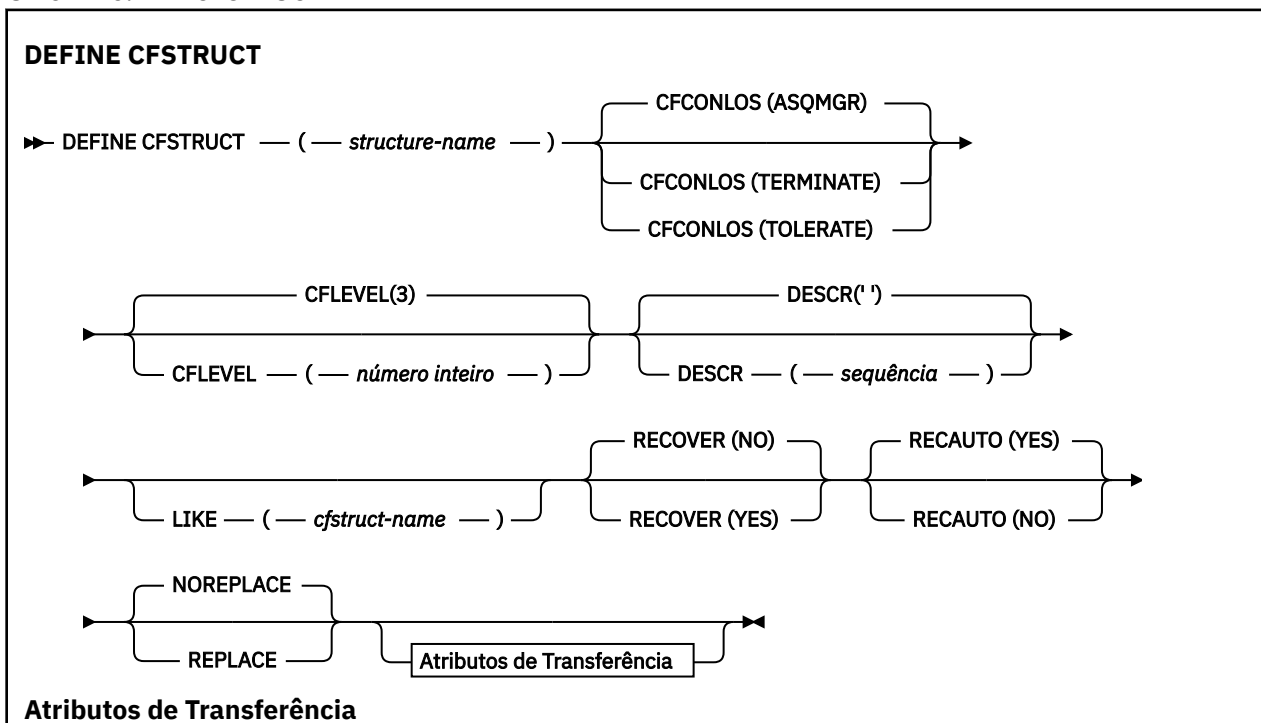 DEFINE CFSTRUCT
CFCONLOS (ASQMGR)
DEFINE CFSTRUCT ( structure-name )
CFCONLOS (TERMINATE)
CFCONLOS (TOLERATE)
CFLEVEL(3) DESCR(' ')
CFLEVEL ( número inteiro ) DESCR ( sequência )
RECOVER (NO) RECAUTO (YES)
LIKE ( cfstruct-name ) RECOVER (YES) RECAUTO (NO)
NOREPLACE
REPLACE Atributos de Transferência
Atributos de Transferência